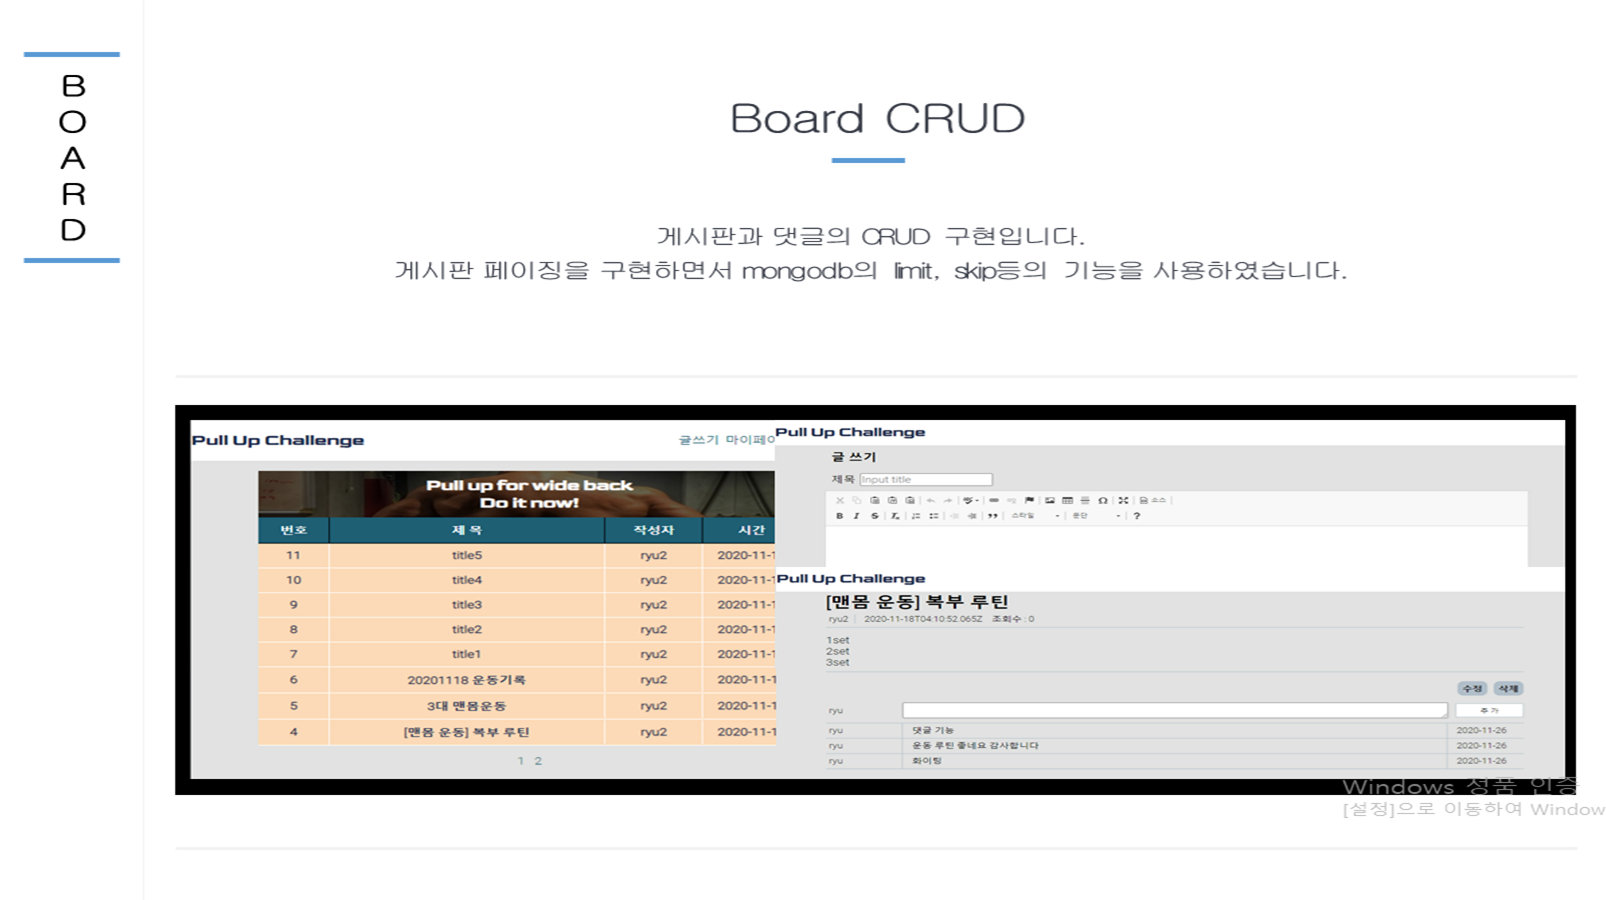 B
O
A
R
D
Board CRUD
게시판과 댓글의 CRUD 구현입니다.
게시판 페이징을 구현하면서 mongodb의 limit, skip등의 기능을 사용하였습니다.
Pull Up Challenge
글쓰기 마이페이
Pull up for wide back
Do it now!
번호 제 목 작성자 시간
11 title5 ryu2 2020-11-1
10 title4 ryu2 2020-11-1
9 title3 ryu2 2020-11-1
8 title2 ryu2 2020-11-1
7 title1 ryu2 2020-11-1
6 20201118 운동기록 ryu2 2020-11-1
5 3대 맨몸운동 ryu2 2020-11-1
4 [맨몸 운동] 복부 루틴 ryu2 2020-11-1
1 2
Pull Up Challenge
글 쓰기
제목 Input title
소스
B I S Tx 스타일 문단 ?
Pull Up Challenge
[맨몸 운동] 복부 루틴
ryu2 2020-11-18T04:10:52.065Z 조회수 : 0
1set
2set
3set
수정 삭제
ryu 추가
ryu 댓글 기능 2020-11-26
ryu 운동 루틴 좋네요 감사합니다 2020-11-26
ryu 화이팅 2020-11-26
Windows 정품 인증
[설정]으로 이동하여 Window